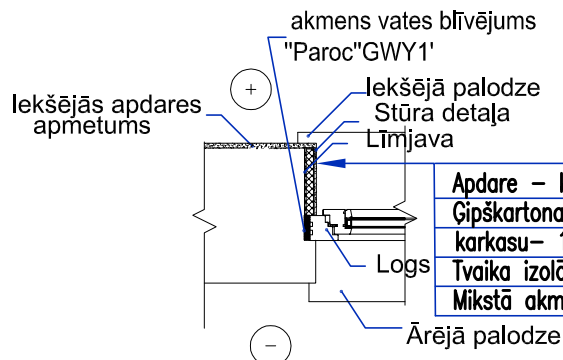 akmens vates blīvējums
"Paroc"GWY1'
Iekšējā palodze
Stūra detaļa
Līmjava
Iekšējās apdares
apmetums
+
Apdare –
Ģipškartona
karkasu–
Tvaika izolā
Mikstā akm
Logs
Ārējā palodze
−